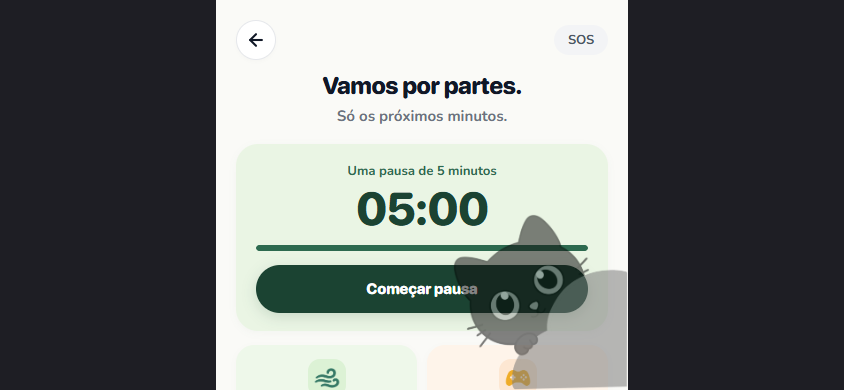 SOS
Vamos por partes.
Só os próximos minutos.
Uma pausa de 5 minutos
05:00
Começar pausa